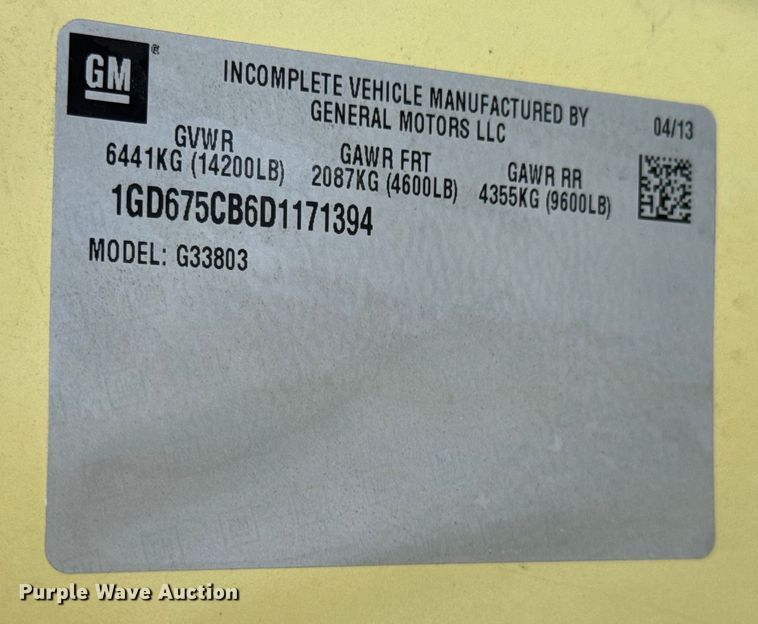 GM®
INCOMPLETE VEHICLE MANUFACTURED BY
GENERAL MOTORS LLC
04/13
GVWR
6441KG (14200LB)
GAWR FRT
2087KG (4600LB)
GAWR RR
4355KG (9600LB)
1GD675CB6D1171394
MODEL: G33803
Purple Wave Auction